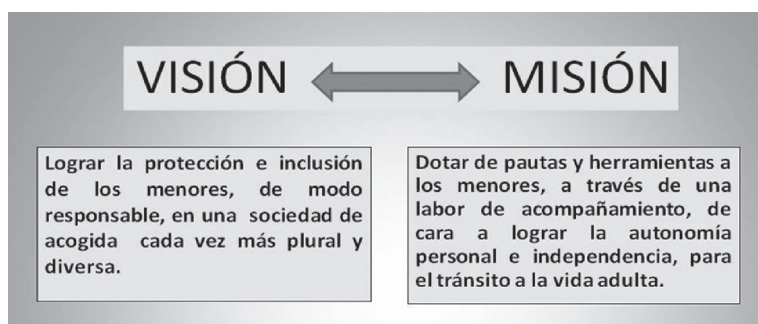 VISIÓN MISIÓN
Lograr la protección e inclusión
de los menores, de modo
responsable, en una sociedad de
acogida cada vez más plural y
diversa.
Dotar de pautas y herramientas a
los menores, a través de una
labor de acompañamiento, de
cara a lograr la autonomía
personal e independencia, para
el tránsito a la vida adulta.